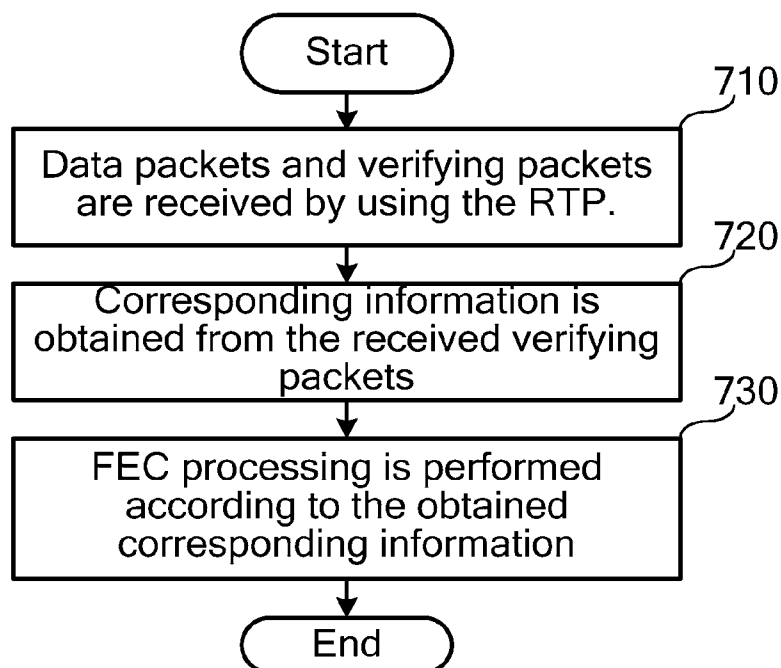 Start
710
Data packets and verifying packets
are received by using the RTP.
720
Corresponding information is
obtained from the received verifying
packets
730
FEC processing is performed
according to the obtained
corresponding information
End